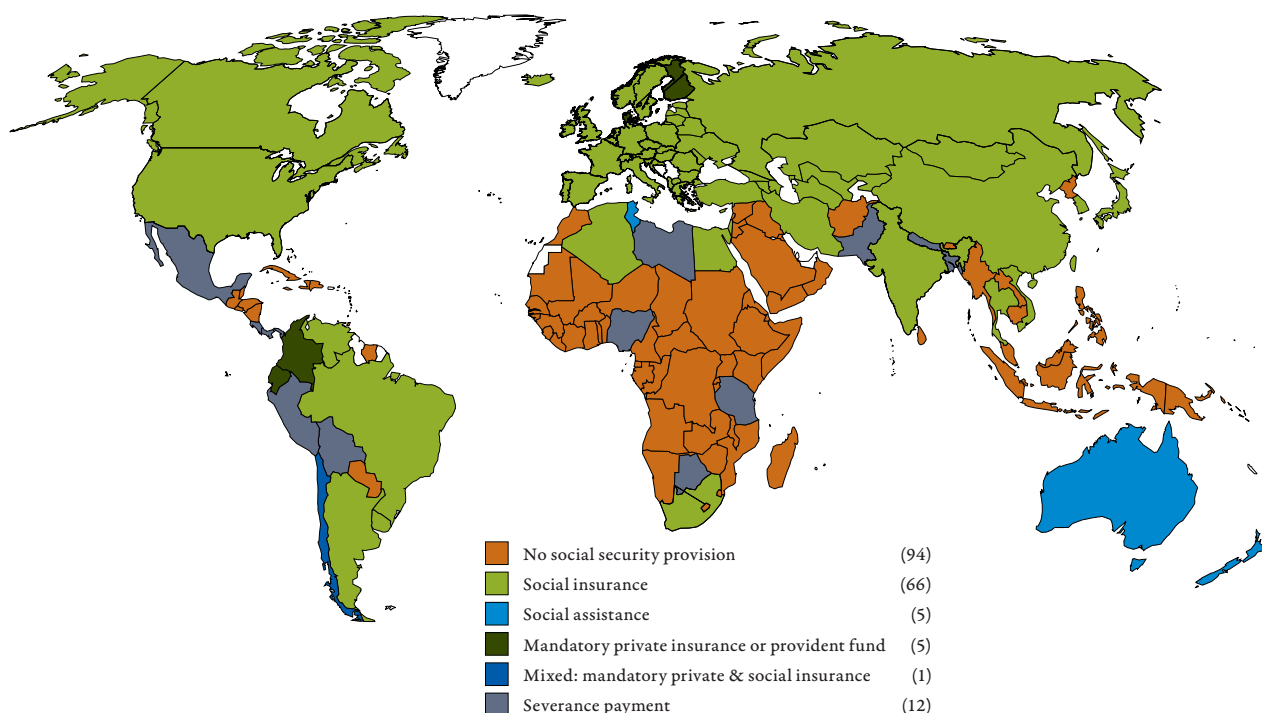 No social security provision (94)
Social insurance (66)
Social assistance (5)
Mandatory private insurance or provident fund (5)
Mixed: mandatory private & social insurance (1)
Severance payment (12)